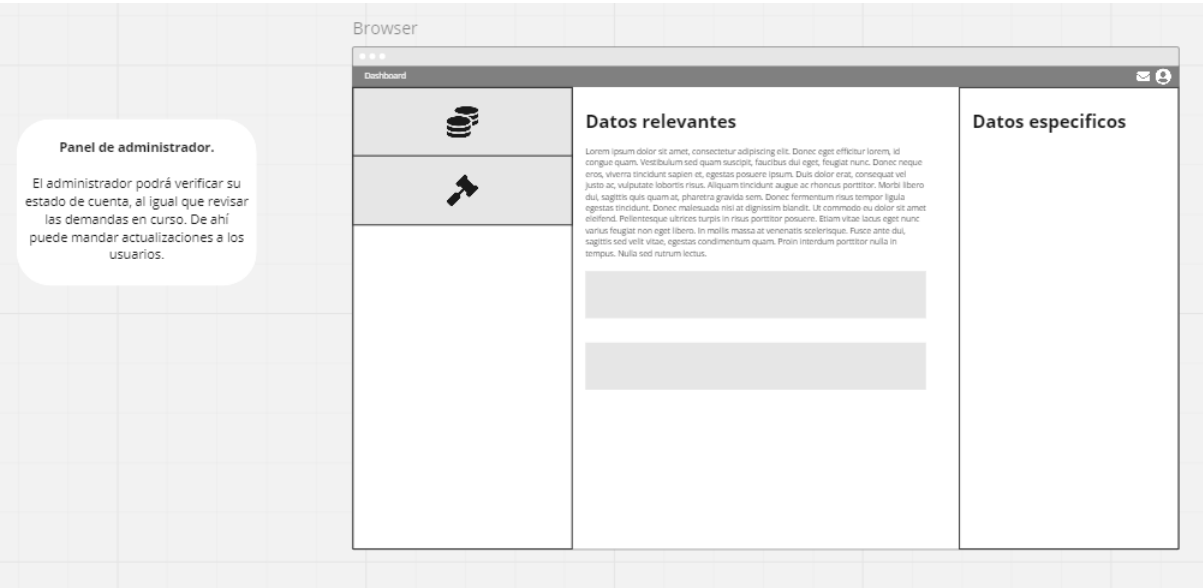 Browser
Dashboard
Panel de administrador.
El administrador podrá verificar su
estado de cuenta, al igual que revisar
las demandas en curso. De ahí
puede mandar actualizaciones a los
usuarios.
Datos relevantes
Lorem ipsum dolor sit amet, consectetur adipiscing elit. Donec eget efficitur lorem, id
congue quam. Vestibulum sed quam suscipit, faucibus dui eget, feugiat nunc. Donec neque
eros, viverra tincidunt sapien et, egestas posuere ipsum. Duis dolor erat, consequat vel
justo ac, vulputate lobortis risus. Aliquam tincidunt augue ac rhoncus porttitor. Morbi libero
dui, sagittis quis quam at, pharetra gravida sem. Donec fermentum risus tempor ligula
egestas tincidunt. Donec malesuada nisi at dignissim blandit. Ut commodo eu dolor sit amet
eleifend. Pellentesque ultrices turpis in risus porttitor posuere. Etiam vitae lacus eget nunc
varius feugiat non eget libero. In mollis massa at venenatis scelerisque. Fusce ante dui,
sagittis sed velit vitae, egestas condimentum quam. Proin interdum porttitor nulla in
tempus. Nulla sed rutrum lectus.
Datos especificos